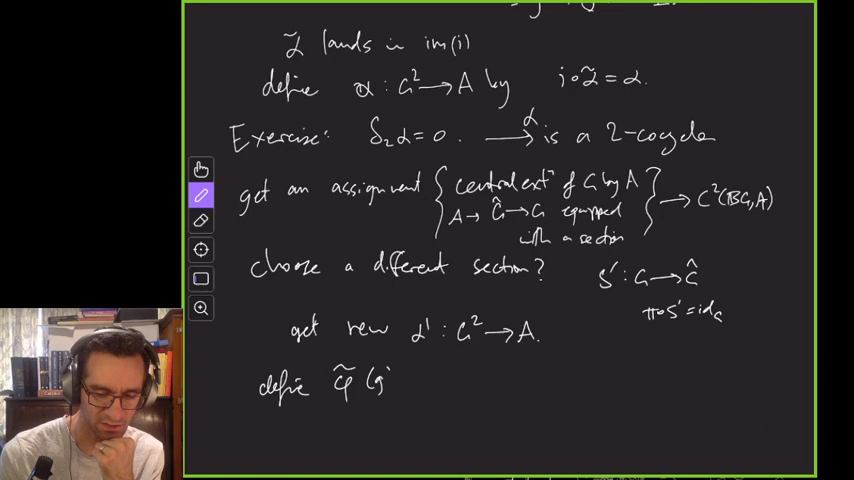 α̃ lands in im(i)
define α : G² → A by i∘α̃ = α.
Exercise: δ₂α = 0. →α is a 2-cocycle
get an assignment { central extⁿ of G by A
A → Ĝ → G equipped
with a section } → C²(BG, A)
choose a different section? s' : G → Ĝ
π∘s' = id_G
get new α' : G² → A.
define φ̃ (g